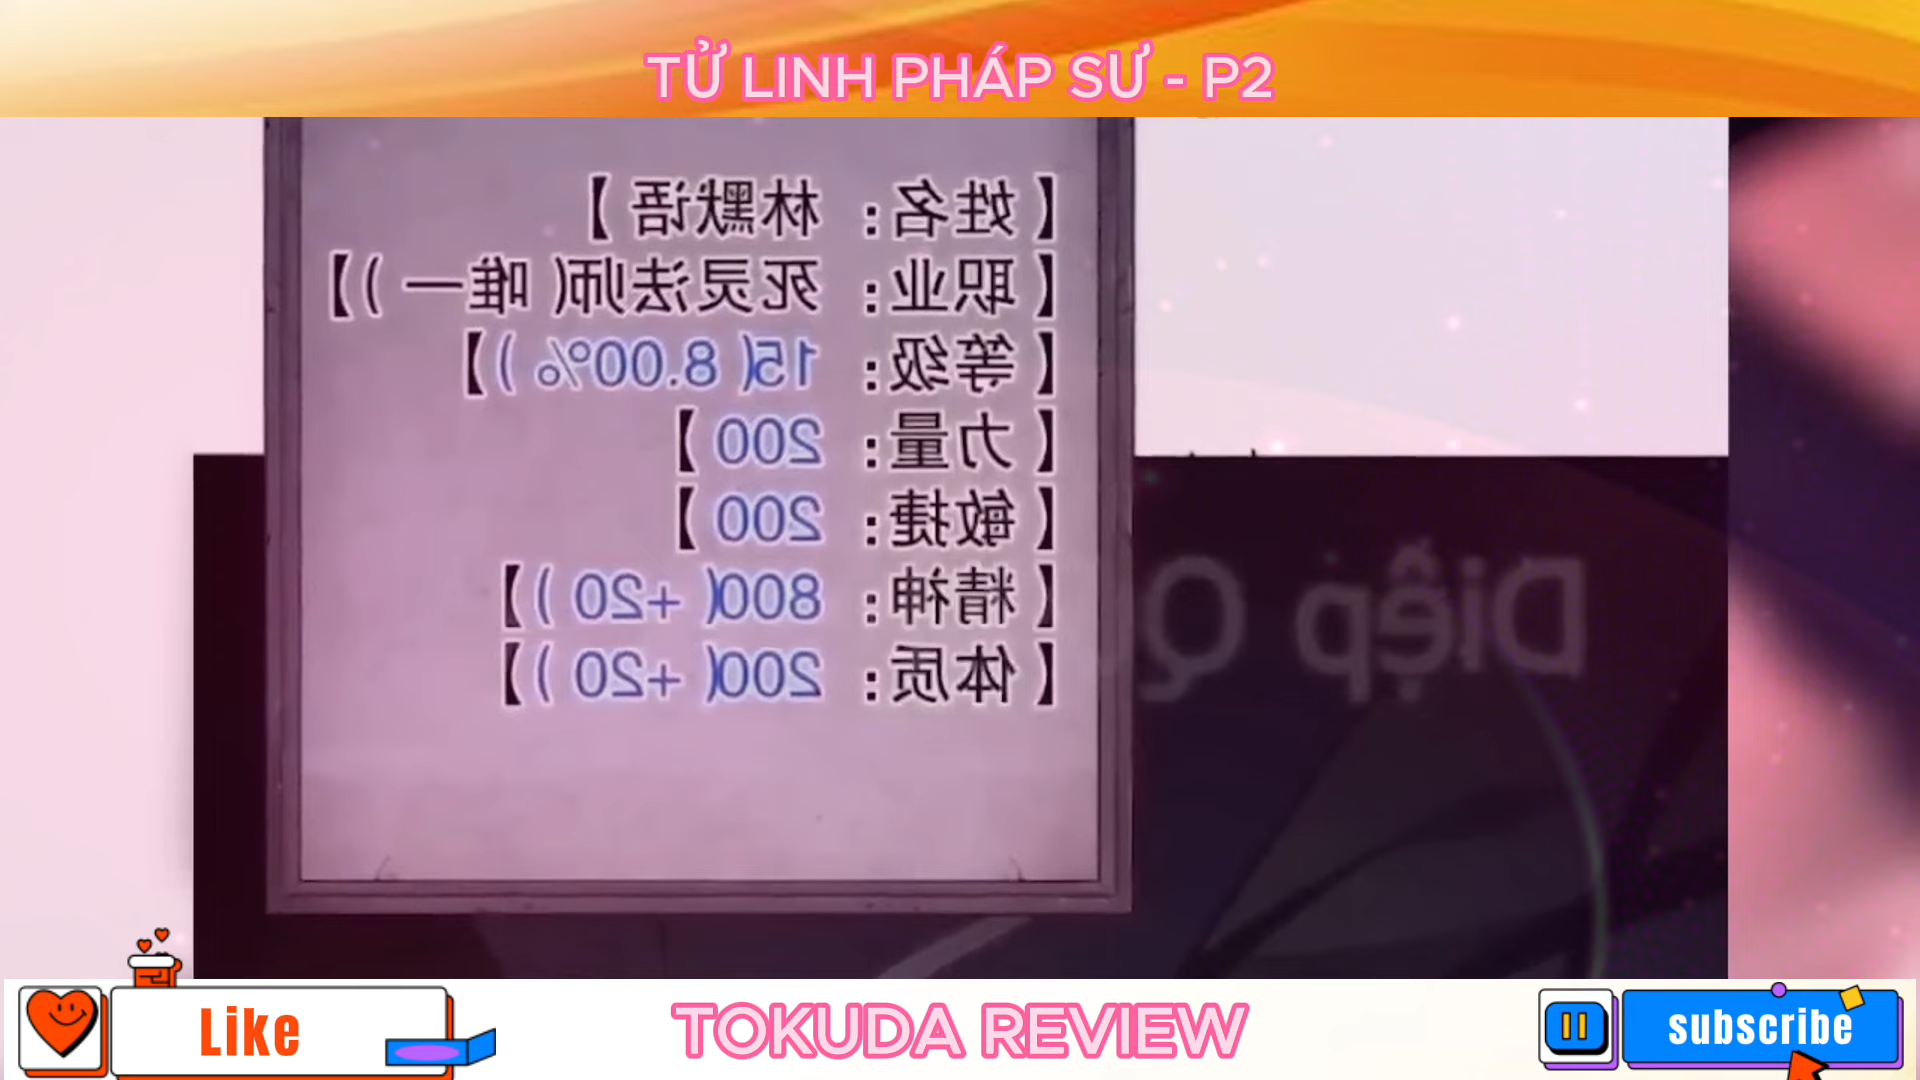 TỬ LINH PHÁP SƯ - P2
【姓名：林默语】
【职业：死灵法师(唯一)】
【等级：15(8.00%)】
【力量：200】
【敏捷：200】
【精神：800(+20)】
【体质：200(+20)】
Diệp Q
Like
TOKUDA REVIEW
subscribe